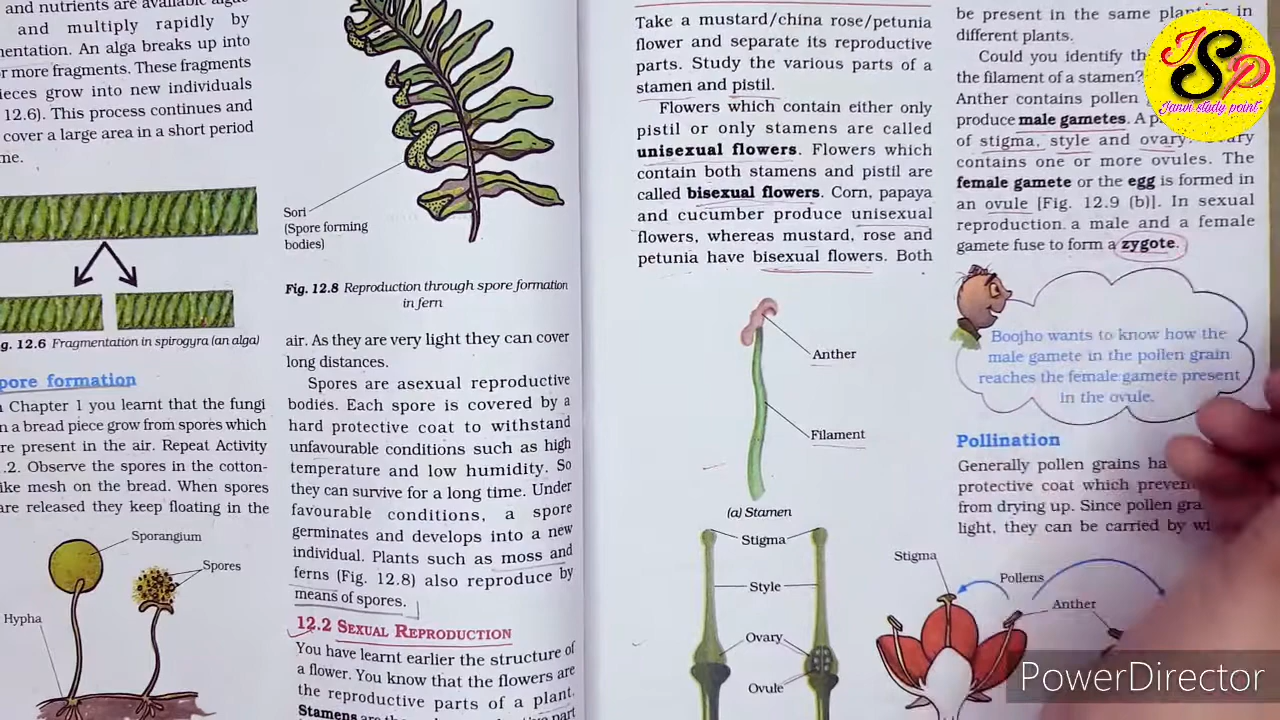 and nutrients are available algae
and multiply rapidly by
mentation. An alga breaks up into
or more fragments. These fragments
ieces grow into new individuals
12.6). This process continues and
cover a large area in a short period
me.
g. 12.6 Fragmentation in spirogyra (an alga)
pore formation
Chapter 1 you learnt that the fungi
n a bread piece grow from spores which
re present in the air. Repeat Activity
.2. Observe the spores in the cotton-
ike mesh on the bread. When spores
are released they keep floating in the
Sporangium
Spores
Hypha
Sori
(Spore forming
bodies)
Fig. 12.8 Reproduction through spore formation
in fern
air. As they are very light they can cover
long distances.
Spores are asexual reproductive
bodies. Each spore is covered by a
hard protective coat to withstand
unfavourable conditions such as high
temperature and low humidity. So
they can survive for a long time. Under
favourable conditions, a spore
germinates and develops into a new
individual. Plants such as moss and
ferns (Fig. 12.8) also reproduce by
means of spores.
12.2 SEXUAL REPRODUCTION
You have learnt earlier the structure of
a flower. You know that the flowers are
the reproductive parts of a plant.
Stamens are the
part
Take a mustard/china rose/petunia
flower and separate its reproductive
parts. Study the various parts of a
stamen and pistil.
Flowers which contain either only
pistil or only stamens are called
unisexual flowers. Flowers which
contain both stamens and pistil are
called bisexual flowers. Corn, papaya
and cucumber produce unisexual
flowers, whereas mustard, rose and
petunia have bisexual flowers. Both
Anther
Filament
(a) Stamen
Stigma
Style
Ovary
Ovule
be present in the same plant in
different plants.
Could you identify th
the filament of a stamen?
Anther contains pollen
produce male gametes. A p
of stigma, style and ovary.
contains one or more ovules. The
female gamete or the egg is formed in
an ovule [Fig. 12.9 (b)]. In sexual
reproduction a male and a female
gamete fuse to form a zygote.
Boojho wants to know how the
male gamete in the pollen grain
reaches the female gamete present
in the ovule.
Pollination
Generally pollen grains ha
protective coat which preven
from drying up. Since pollen gra
light, they can be carried by wi
Stigma
Pollens
Anther
JSP
Janvi study point
PowerDirector